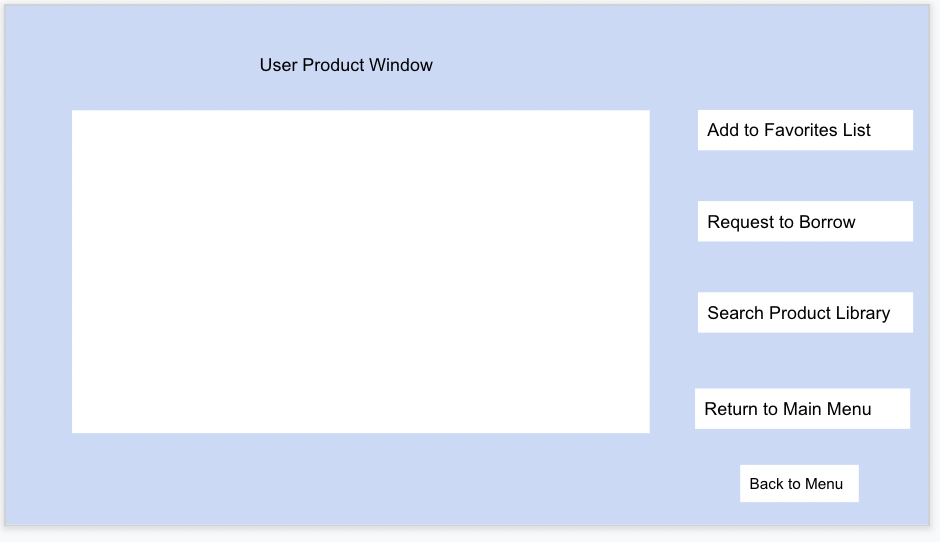 User Product Window
Add to Favorites List
Request to Borrow
Search Product Library
Return to Main Menu
Back to Menu